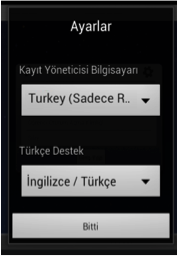 Ayarlar
Kayıt Yöneticisi Bilgisayarı
Turkey (Sadece R..
Türkçe Destek
İngilizce / Türkçe
Bitti